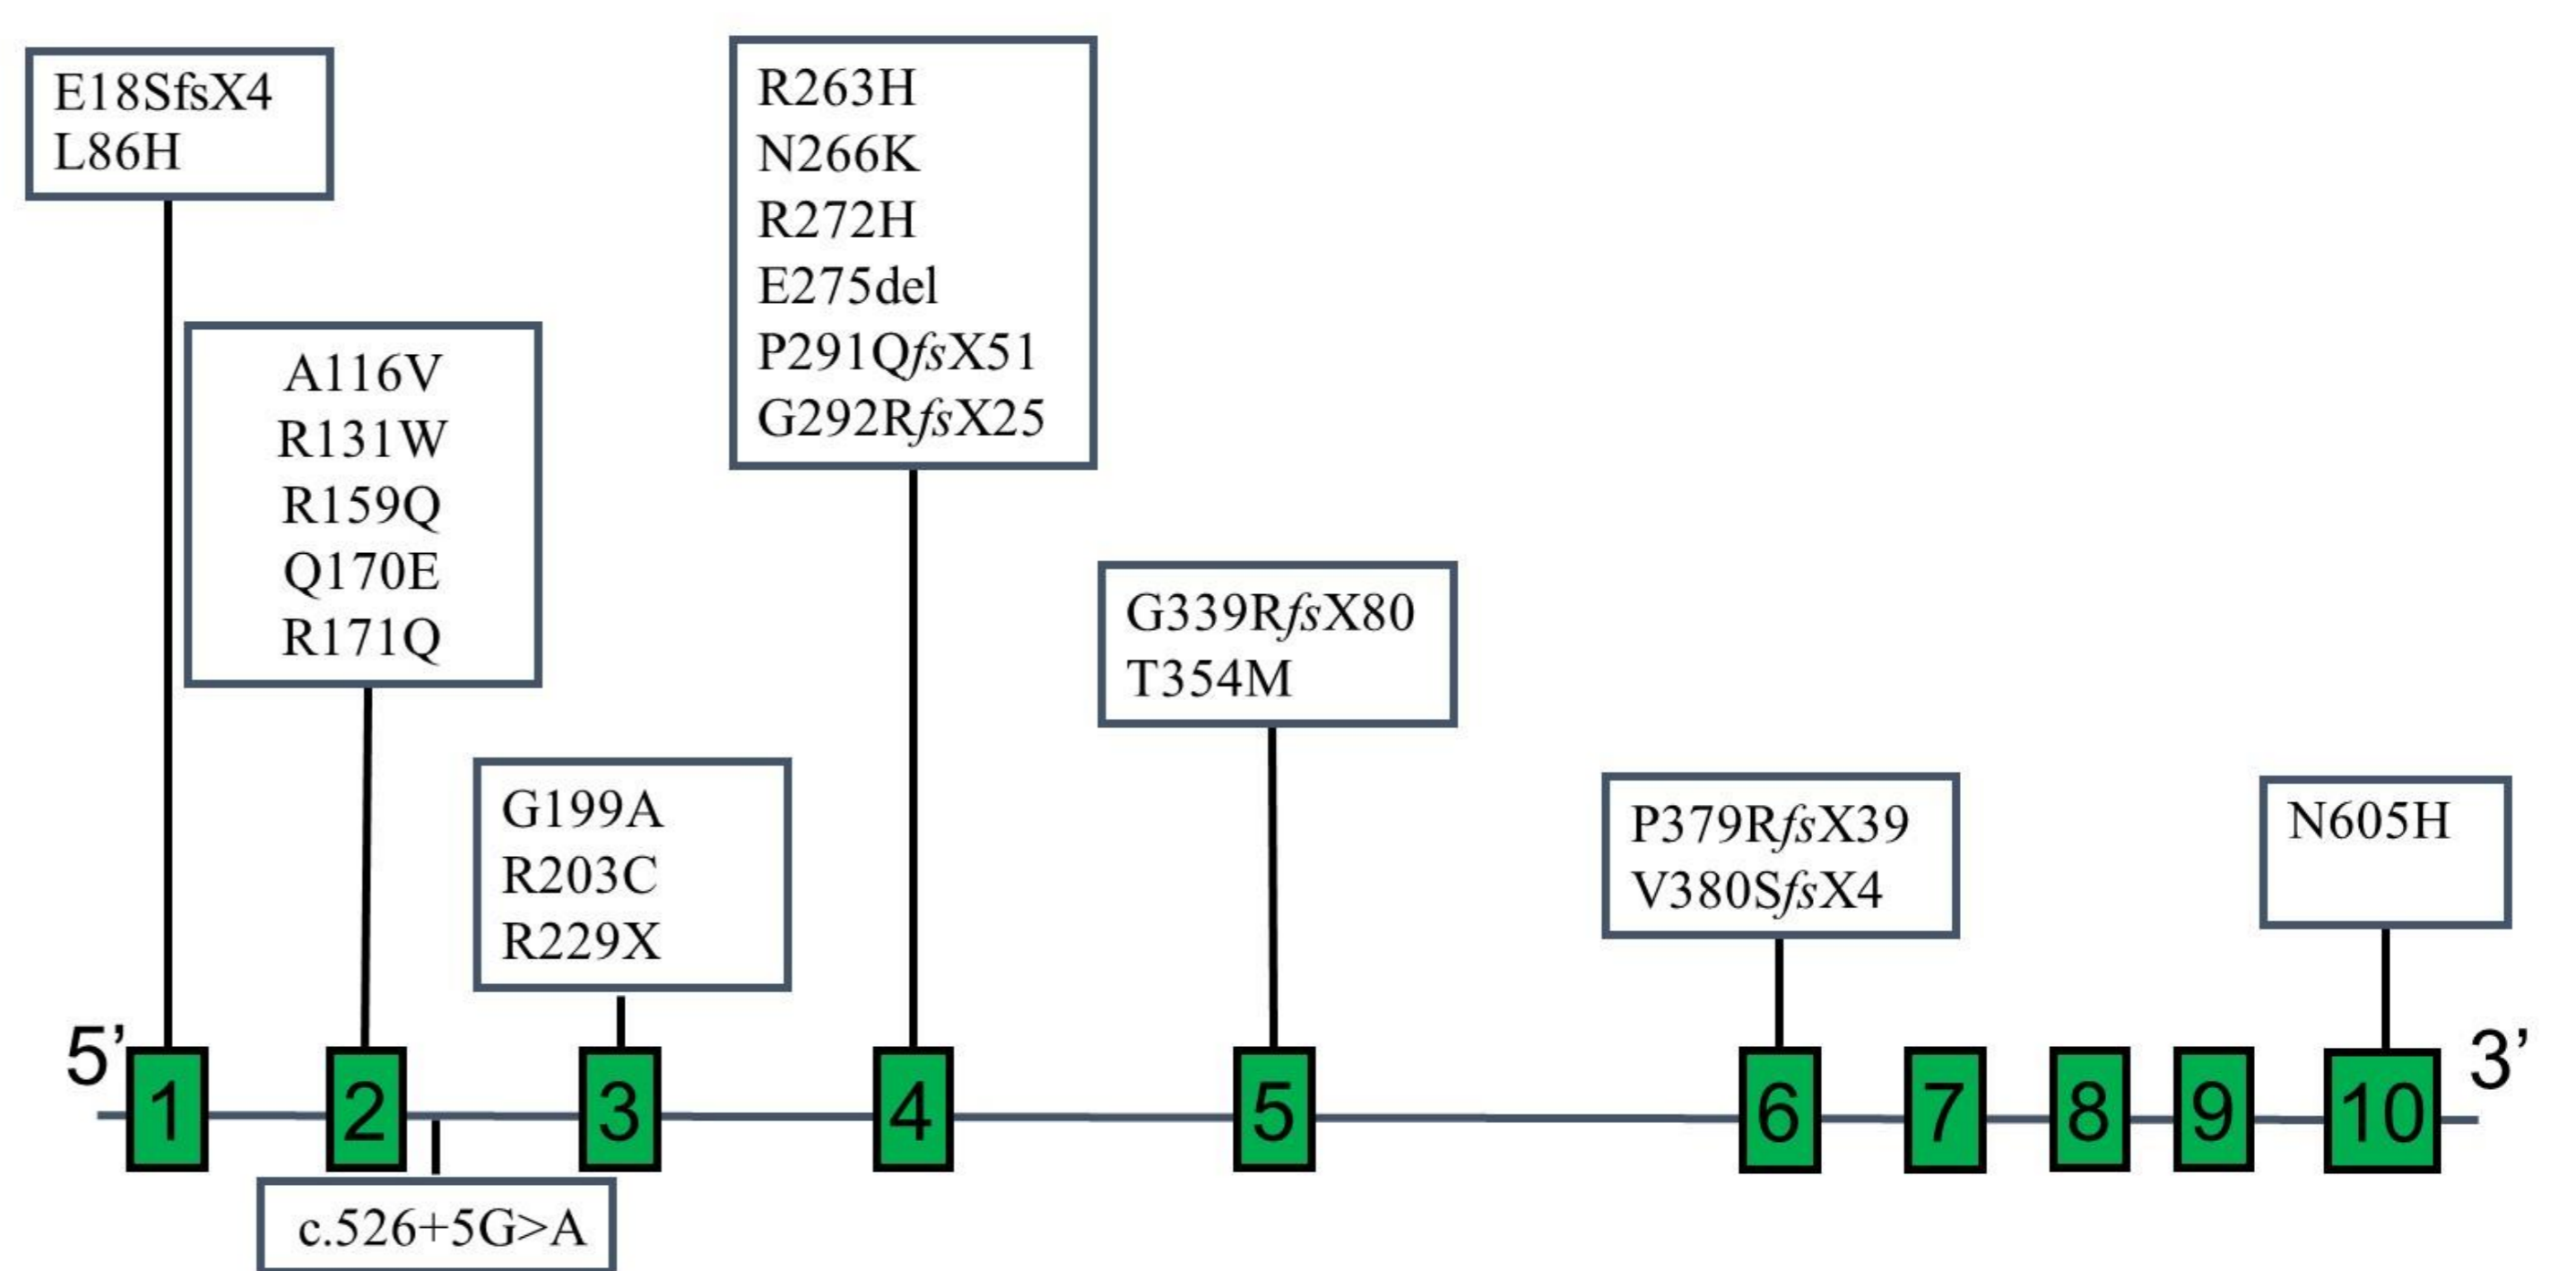 E18SfsX4
L86H
A116V
R131W
R159Q
Q170E
R171Q
G199A
R203C
R229X
R263H
N266K
R272H
E275del
P291QfsX51
G292RfsX25
G339RfsX80
T354M
P379RfsX39
V380SfsX4
N605H
5’
1
2
3
4
5
6
7
8
9
10
3’
c.526+5G>A